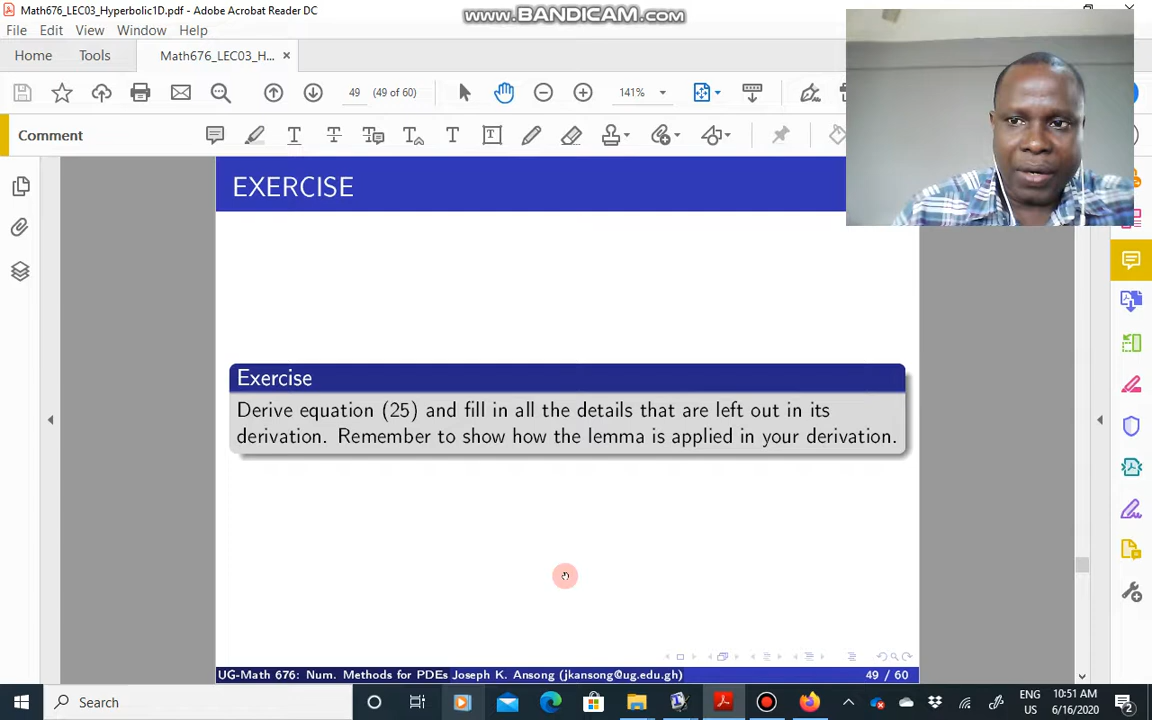 Math676_LEC03_Hyperbolic1D.pdf - Adobe Acrobat Reader DC
www.BANDICAM.com
File Edit View Window Help
Home Tools Math676_LEC03_H... ×
49 (49 of 60) 141%
Comment
EXERCISE
Exercise
Derive equation (25) and fill in all the details that are left out in its
derivation. Remember to show how the lemma is applied in your derivation.
UG-Math 676: Num. Methods for PDEs Joseph K. Ansong (jkansong@ug.edu.gh) 49 / 60
Search
ENG
US
10:51 AM
6/16/2020
2